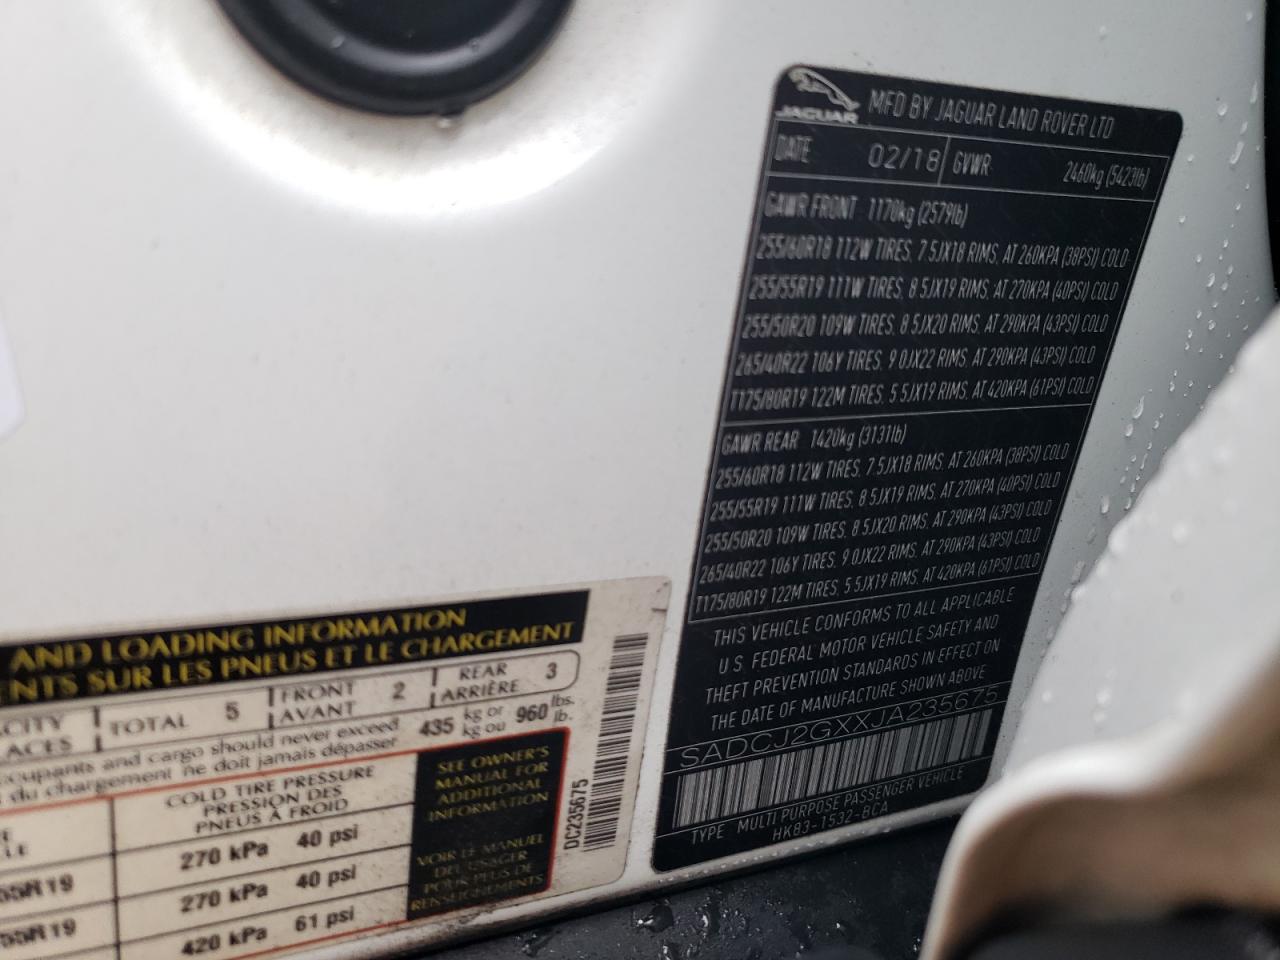 JAGUAR MFD BY JAGUAR LAND ROVER LTD
DATE 02/18 GVWR 2460kg (5423lb)
GAWR FRONT 1170kg (2579lb)
255/60R18 112W TIRES, 7.5JX18 RIMS, AT 260KPA (38PSI) COLD
255/55R19 111W TIRES, 8.5JX19 RIMS, AT 270KPA (40PSI) COLD
255/50R20 109W TIRES, 8.5JX20 RIMS, AT 290KPA (43PSI) COLD
265/40R22 106Y TIRES, 9.0JX22 RIMS, AT 290KPA (43PSI) COLD
T175/80R19 122M TIRES, 5.5JX19 RIMS, AT 420KPA (61PSI) COLD
GAWR REAR 1420kg (3131lb)
255/60R18 112W TIRES, 7.5JX18 RIMS, AT 260KPA (38PSI) COLD
255/55R19 111W TIRES, 8.5JX19 RIMS, AT 270KPA (40PSI) COLD
255/50R20 109W TIRES, 8.5JX20 RIMS, AT 290KPA (43PSI) COLD
265/40R22 106Y TIRES, 9.0JX22 RIMS, AT 290KPA (43PSI) COLD
T175/80R19 122M TIRES, 5.5JX19 RIMS, AT 420KPA (61PSI) COLD
THIS VEHICLE CONFORMS TO ALL APPLICABLE
U.S. FEDERAL MOTOR VEHICLE SAFETY AND
THEFT PREVENTION STANDARDS IN EFFECT ON
THE DATE OF MANUFACTURE SHOWN ABOVE
SADCJ2GXXJA235675
TYPE MULTI PURPOSE PASSENGER VEHICLE
HK83-1532-BCA
AND LOADING INFORMATION
ENTS SUR LES PNEUS ET LE CHARGEMENT
CITY TOTAL 5 FRONT 2 REAR 3
ACES AVANT ARRIÈRE
ccupants and cargo should never exceed 435 kg or 960 lbs.
du chargement ne doit jamais dépasser kg ou lb.
COLD TIRE PRESSURE
PRESSION DES
PNEUS À FROID
270 kPa 40 psi
55R19 270 kPa 40 psi
55R19 420 kPa 61 psi
SEE OWNER'S
MANUAL FOR
ADDITIONAL
INFORMATION
VOIR LE MANUEL
DE L'USAGER
POUR PLUS DE
RENSEIGNEMENTS
DC235675